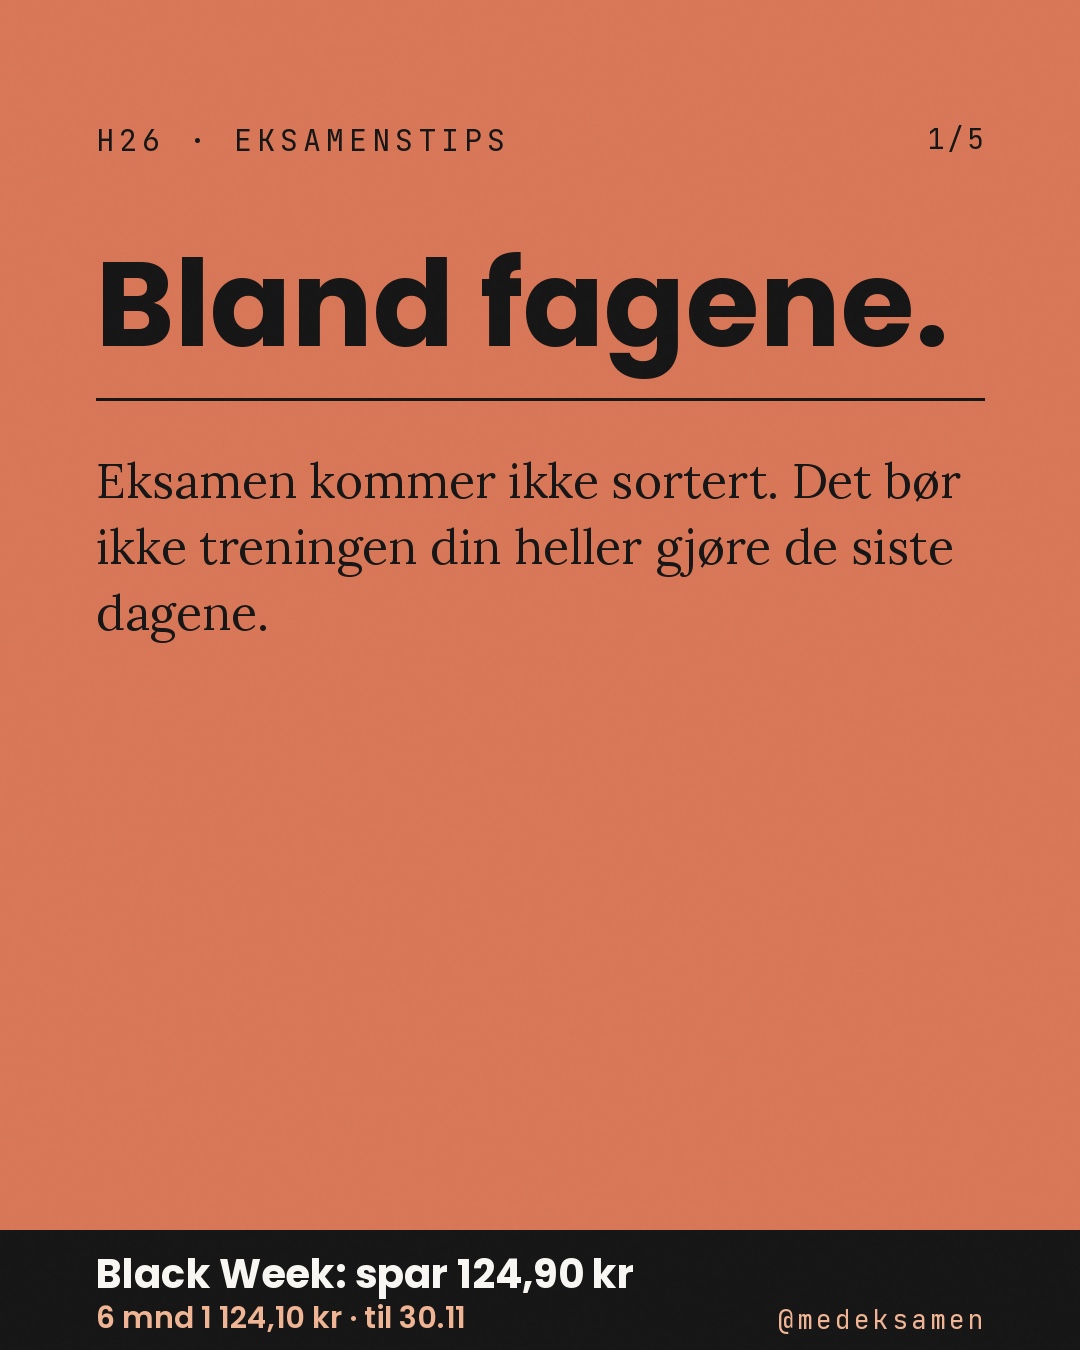 H26 · EKSAMENSTIPS
1/5
Bland fagene.
Eksamen kommer ikke sortert. Det bør
ikke treningen din heller gjøre de siste
dagene.
Black Week: spar 124,90 kr
6 mnd 1 124,10 kr · til 30.11
@medeksamen